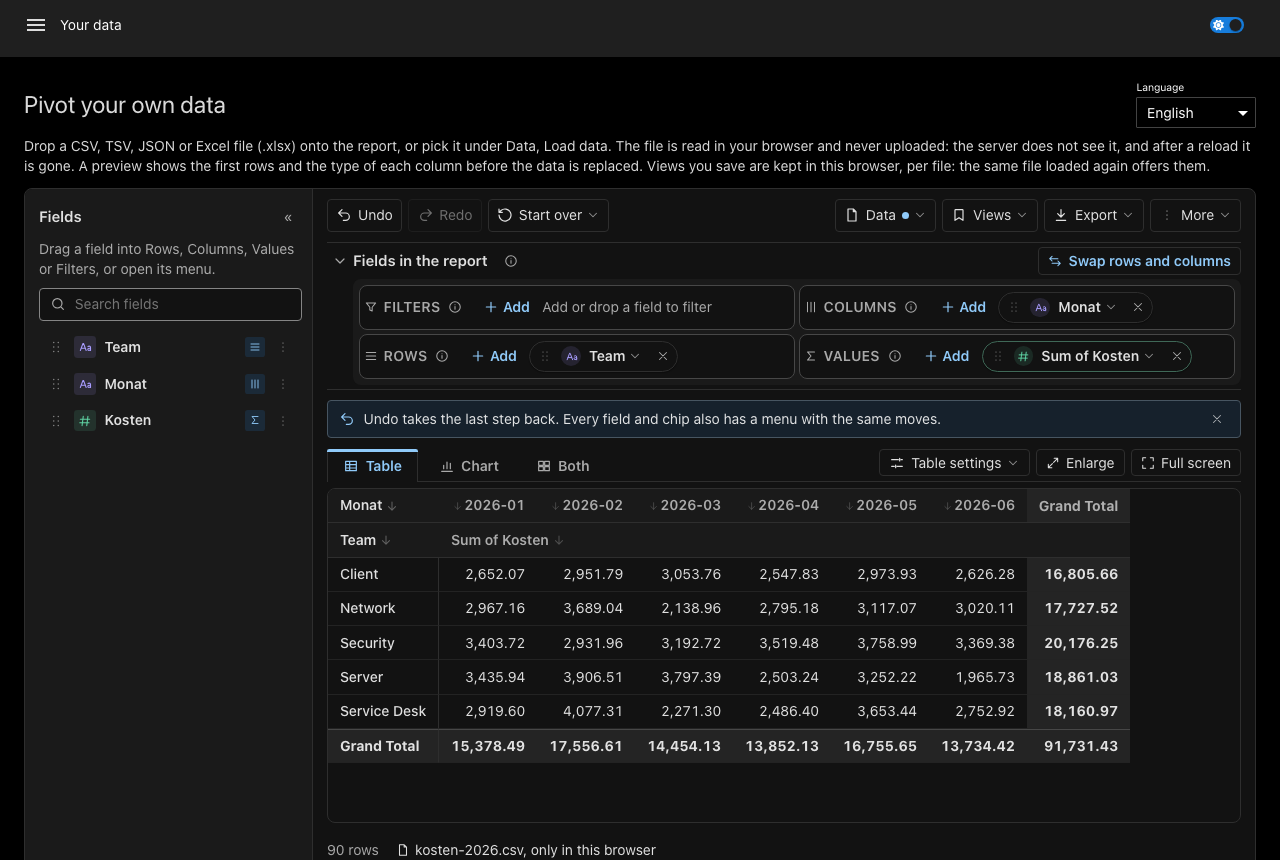 Your data
Pivot your own data
Language
English
Drop a CSV, TSV, JSON or Excel file (.xlsx) onto the report, or pick it under Data, Load data. The file is read in your browser and never uploaded: the server does not see it, and after a reload it
is gone. A preview shows the first rows and the type of each column before the data is replaced. Views you save are kept in this browser, per file: the same file loaded again offers them.
Fields «
Drag a field into Rows, Columns, Values
or Filters, or open its menu.
Search fields
Aa Team
Aa Monat
# Kosten Σ
Undo Redo Start over Data Views Export More
Fields in the report Swap rows and columns
FILTERS + Add Add or drop a field to filter
COLUMNS + Add Aa Monat ×
ROWS + Add Aa Team ×
Σ VALUES + Add # Sum of Kosten ×
Undo takes the last step back. Every field and chip also has a menu with the same moves. ×
Table Chart Both Table settings Enlarge Full screen
Monat ↓ ↓ 2026-01 ↓ 2026-02 ↓ 2026-03 ↓ 2026-04 ↓ 2026-05 ↓ 2026-06 Grand Total
Team ↓ Sum of Kosten ↓
Client 2,652.07 2,951.79 3,053.76 2,547.83 2,973.93 2,626.28 16,805.66
Network 2,967.16 3,689.04 2,138.96 2,795.18 3,117.07 3,020.11 17,727.52
Security 3,403.72 2,931.96 3,192.72 3,519.48 3,758.99 3,369.38 20,176.25
Server 3,435.94 3,906.51 3,797.39 2,503.24 3,252.22 1,965.73 18,861.03
Service Desk 2,919.60 4,077.31 2,271.30 2,486.40 3,653.44 2,752.92 18,160.97
Grand Total 15,378.49 17,556.61 14,454.13 13,852.13 16,755.65 13,734.42 91,731.43
90 rows kosten-2026.csv, only in this browser